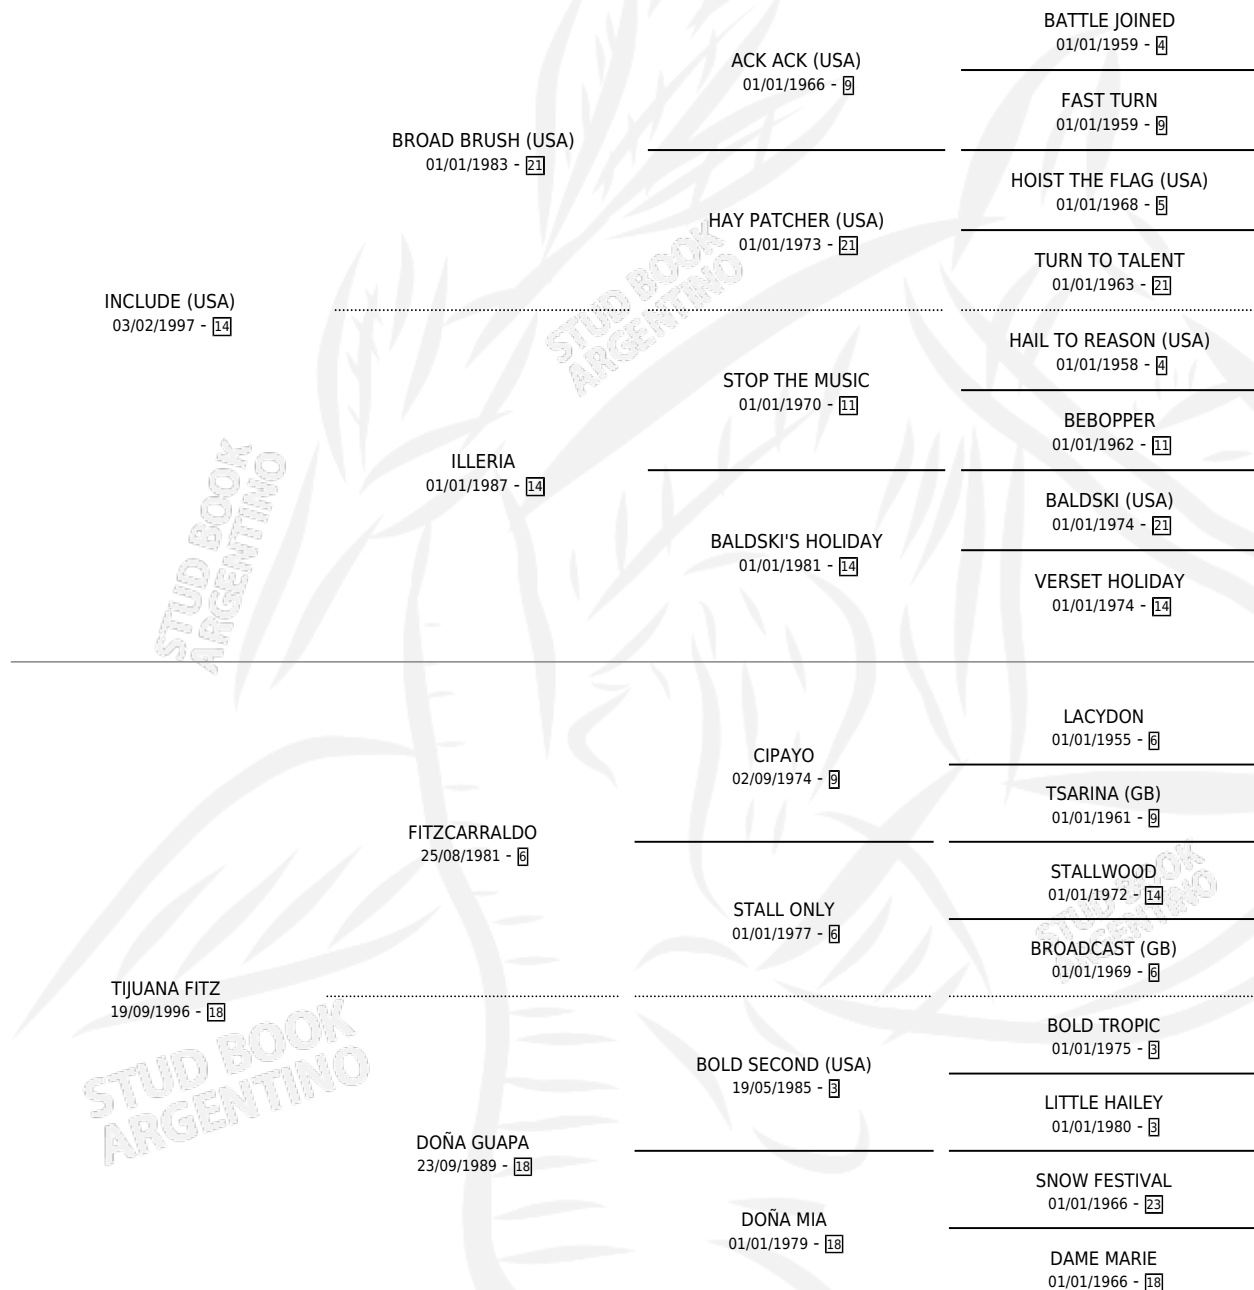 BATTLE JOINED
01/01/1959 - 4
ACK ACK (USA)
01/01/1966 - 9
FAST TURN
01/01/1959 - 9
BROAD BRUSH (USA)
01/01/1983 - 21
HOIST THE FLAG (USA)
01/01/1968 - 5
HAY PATCHER (USA)
01/01/1973 - 21
TURN TO TALENT
01/01/1963 - 21
INCLUDE (USA)
03/02/1997 - 14
HAIL TO REASON (USA)
01/01/1958 - 4
STOP THE MUSIC
01/01/1970 - 11
BEBOPPER
01/01/1962 - 11
ILLERIA
01/01/1987 - 14
BALDSKI (USA)
01/01/1974 - 21
BALDSKI'S HOLIDAY
01/01/1981 - 14
VERSET HOLIDAY
01/01/1974 - 14
STUD BOOK
ARGENTINO
STUD BOOK
ARGENTINO
LACYDON
01/01/1955 - 6
CIPAYO
02/09/1974 - 9
TSARINA (GB)
01/01/1961 - 9
FITZCARRALDO
25/08/1981 - 6
STALLWOOD
01/01/1972 - 14
STALL ONLY
01/01/1977 - 6
BROADCAST (GB)
01/01/1969 - 6
TIJUANA FITZ
19/09/1996 - 18
BOLD TROPIC
01/01/1975 - 3
BOLD SECOND (USA)
19/05/1985 - 3
LITTLE HAILEY
01/01/1980 - 3
DOÑA GUAPA
23/09/1989 - 18
SNOW FESTIVAL
01/01/1966 - 23
DOÑA MIA
01/01/1979 - 18
DAME MARIE
01/01/1966 - 18
STUD BOOK
ARGENTINO
STUD BOOK
ARGENTINO